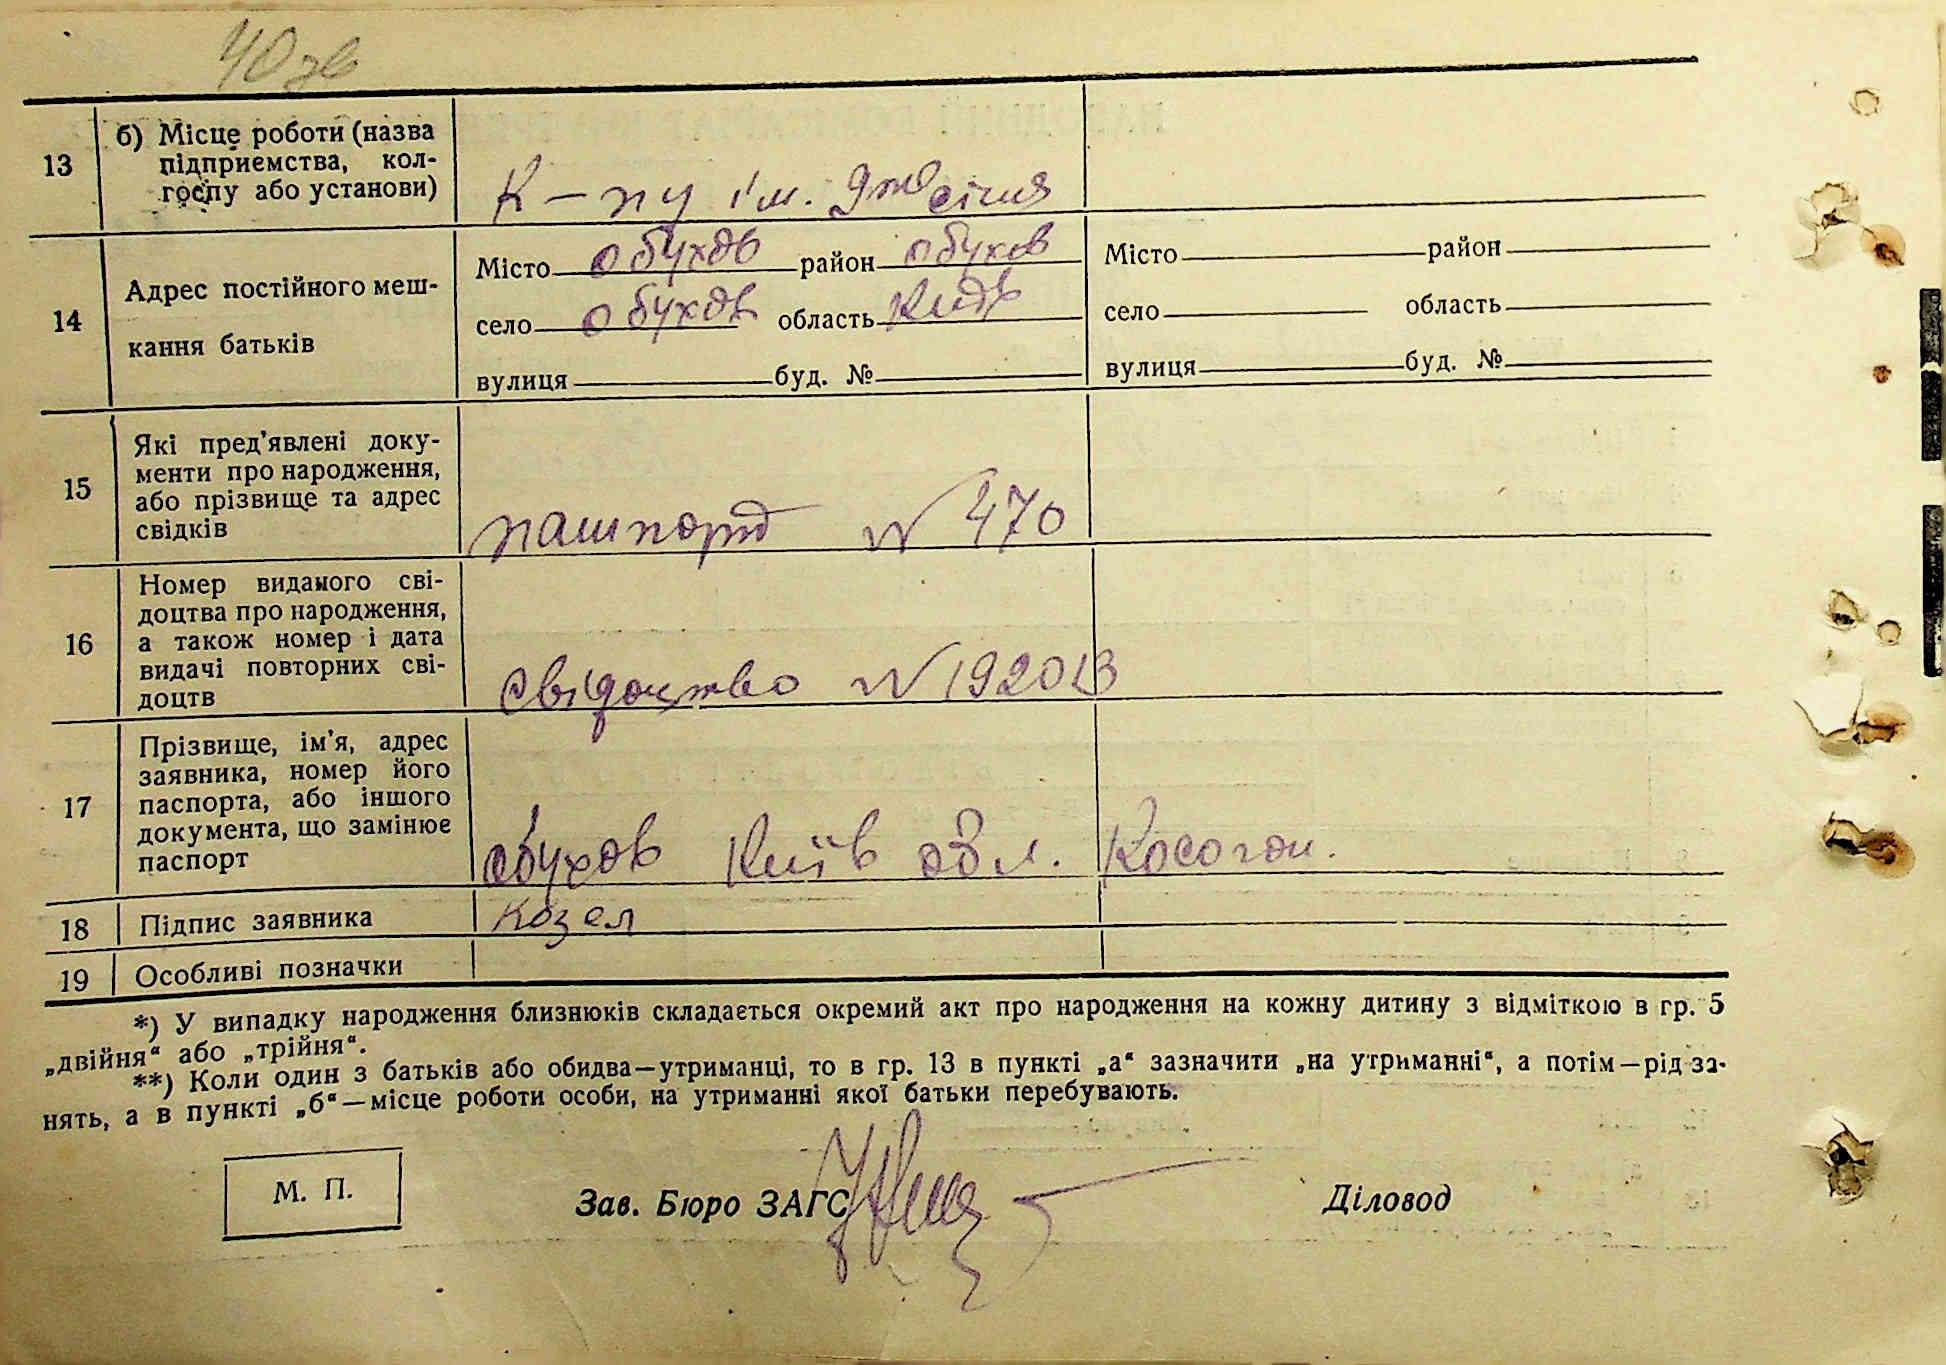 40 зв
13
б) Місце роботи (назва
підприємства, кол-
госпу або установи)
К-пу ім. 9го січня
14
Адрес постійного меш-
кання батьків
Місто Обухов район Обухов
село Обухов область Київ
вулиця буд. №
Місто район
село область
вулиця буд. №
15
Які пред'явлені доку-
менти про народження,
або прізвище та адрес
свідків
пашпорт № 470
16
Номер виданого сві-
доцтва про народження,
а також номер і дата
видачі повторних сві-
доцтв
Свідоцтво № 192013
17
Прізвище, ім'я, адрес
заявника, номер його
паспорта, або іншого
документа, що замінює
паспорт
Обухов Київ обл. Косогон.
18 Підпис заявника
Козел
19 Особливі позначки
*) У випадку народження близнюків складається окремий акт про народження на кожну дитину з відміткою в гр. 5
„двійня“ або „трійня“.
**) Коли один з батьків або обидва—утриманці, то в гр. 13 в пункті „а“ зазначити „на утриманні“, а потім—рід за-
нять, а в пункті „б“—місце роботи особи, на утриманні якої батьки перебувають.
М. П.
Зав. Бюро ЗАГС
Діловод